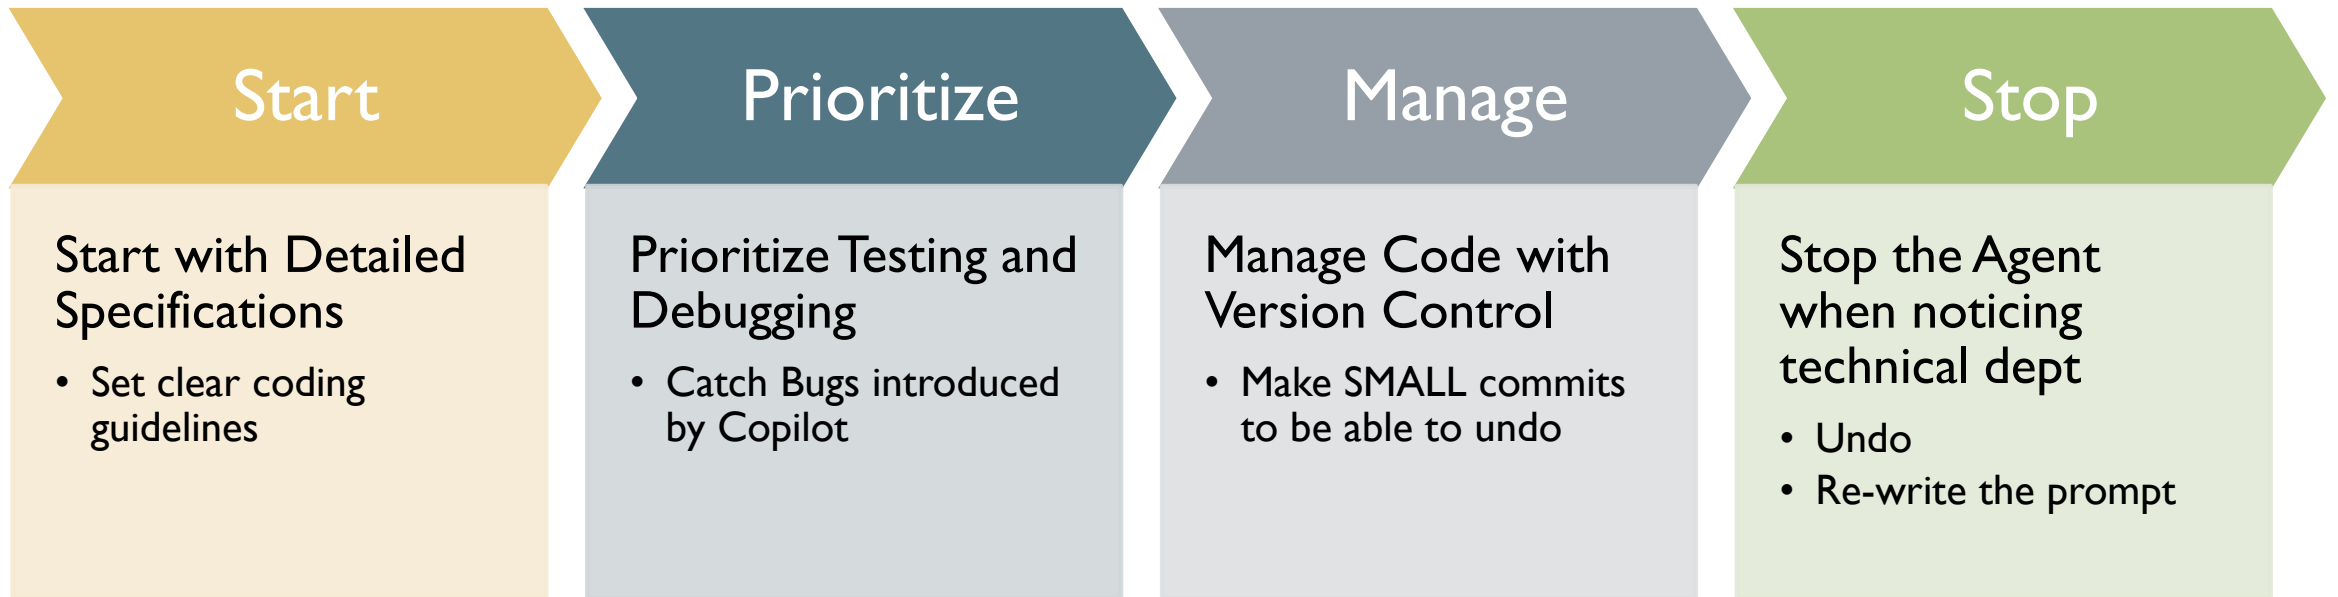 Start
Start with Detailed
Specifications
• Set clear coding
guidelines
Prioritize
Prioritize Testing and
Debugging
• Catch Bugs introduced
by Copilot
Manage
Manage Code with
Version Control
• Make SMALL commits
to be able to undo
Stop
Stop the Agent
when noticing
technical dept
• Undo
• Re-write the prompt